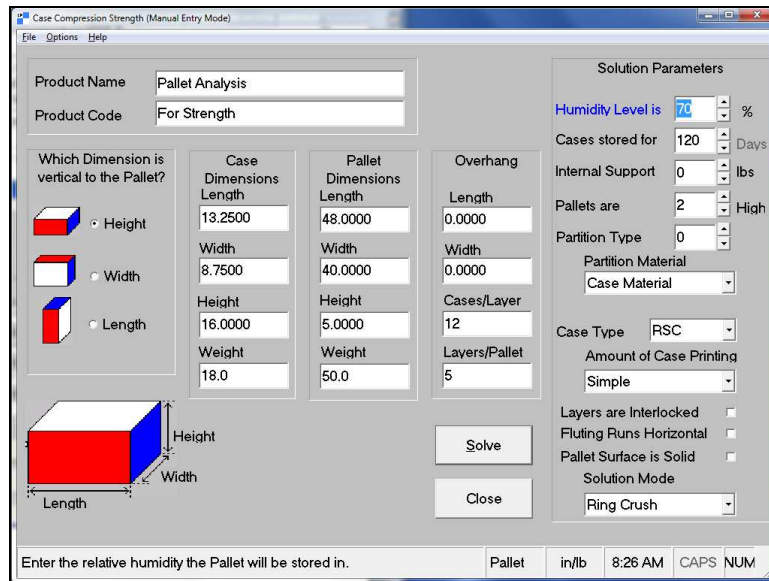 Case Compression Strength (Manual Entry Mode)
File Options Help
Product Name Pallet Analysis
Product Code For Strength
Which Dimension is
vertical to the Pallet?
Height
Width
Length
Case
Dimensions
Length
13.2500
Width
8.7500
Height
16.0000
Weight
18.0
Pallet
Dimensions
Length
48.0000
Width
40.0000
Height
5.0000
Weight
50.0
Overhang
Length
0.0000
Width
0.0000
Cases/Layer
12
Layers/Pallet
5
Height
Width
Length
Solve
Close
Solution Parameters
Humidity Level is 70 %
Cases stored for 120 Days
Internal Support 0 lbs
Pallets are 2 High
Partition Type 0
Partition Material
Case Material
Case Type RSC
Amount of Case Printing
Simple
Layers are Interlocked
Fluting Runs Horizontal
Pallet Surface is Solid
Solution Mode
Ring Crush
Enter the relative humidity the Pallet will be stored in. Pallet in/lb 8:26 AM CAPS NUM